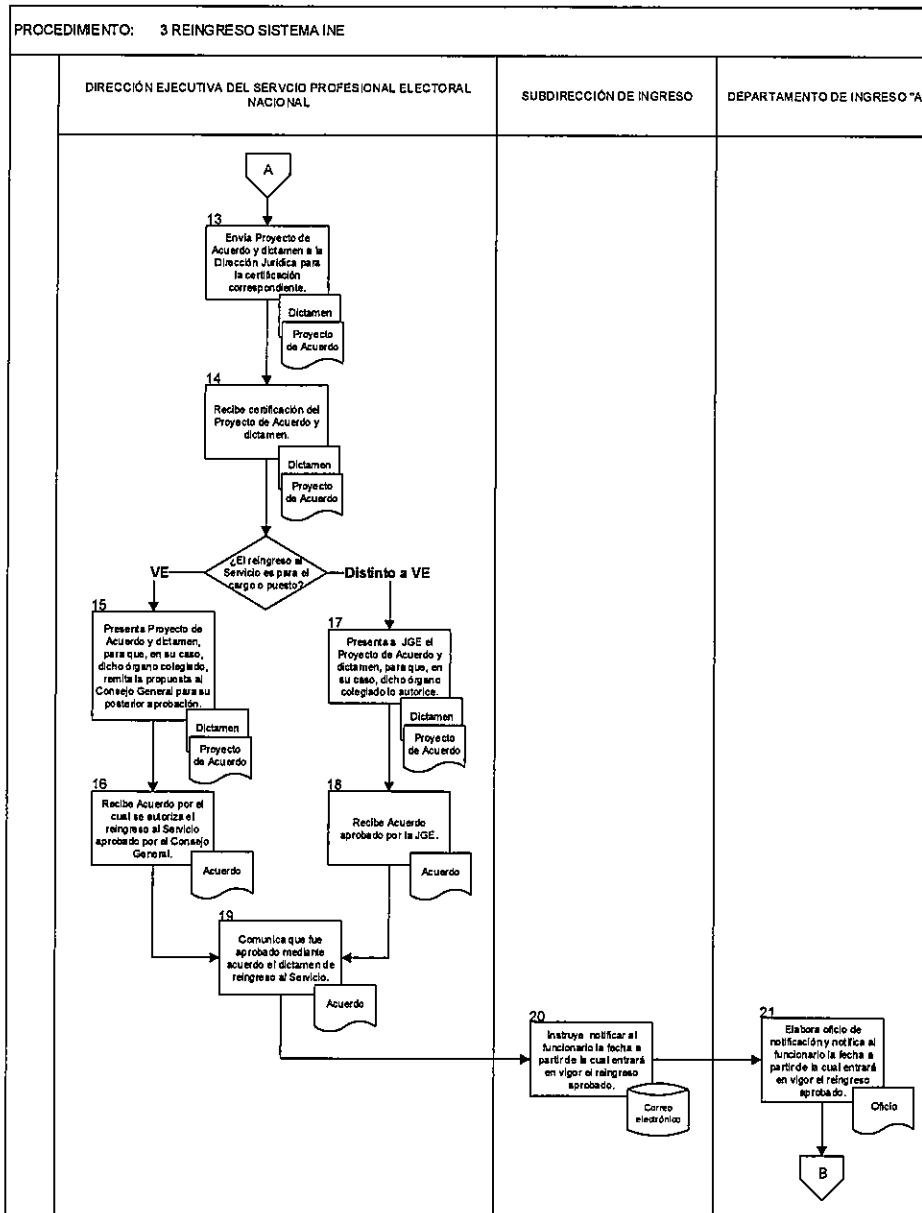 PROCEDIMIENTO: 3 REINGRESO SISTEMA INE
DIRECCIÓN EJECUTIVA DEL SERVCIO PROFESIONAL ELECTORAL
NACIONAL
SUBDIRECCIÓN DE INGRESO
DEPARTAMENTO DE INGRESO "A
A
13
Envía Proyecto de
Acuerdo y dictamen a la
Dirección Jurídica para
la certificación
correspondiente.
Dictamen
Proyecto
de Acuerdo
14
Recibe certificación del
Proyecto de Acuerdo y
dictamen.
Dictamen
Proyecto
de Acuerdo
¿El reingreso al
Servicio es para el
cargo o puesto?
VE
Distinto a VE
15
Presenta Proyecto de
Acuerdo y dictamen,
para que, en su caso,
dicho órgano colegiado,
remita la propuesta al
Consejo General para su
posterior aprobación.
Dictamen
Proyecto
de Acuerdo
17
Presenta a JGE el
Proyecto de Acuerdo y
dictamen, para que, en
su caso, dicho órgano
colegiado lo autorice.
Dictamen
Proyecto
de Acuerdo
16
Recibe Acuerdo por el
cual se autoriza el
reingreso al Servicio
aprobado por el Consejo
General.
Acuerdo
18
Recibe Acuerdo
aprobado por la JGE.
Acuerdo
19
Comunica que fue
aprobado mediante
acuerdo el dictamen de
reingreso al Servicio.
Acuerdo
20
Instruye notificar al
funcionario la fecha a
partir de la cual entrará
en vigor el reingreso
aprobado.
Correo
electrónico
21
Elabora oficio de
notificación y notifica al
funcionario la fecha a
partir de la cual entrará
en vigor el reingreso
aprobado.
Oficio
B